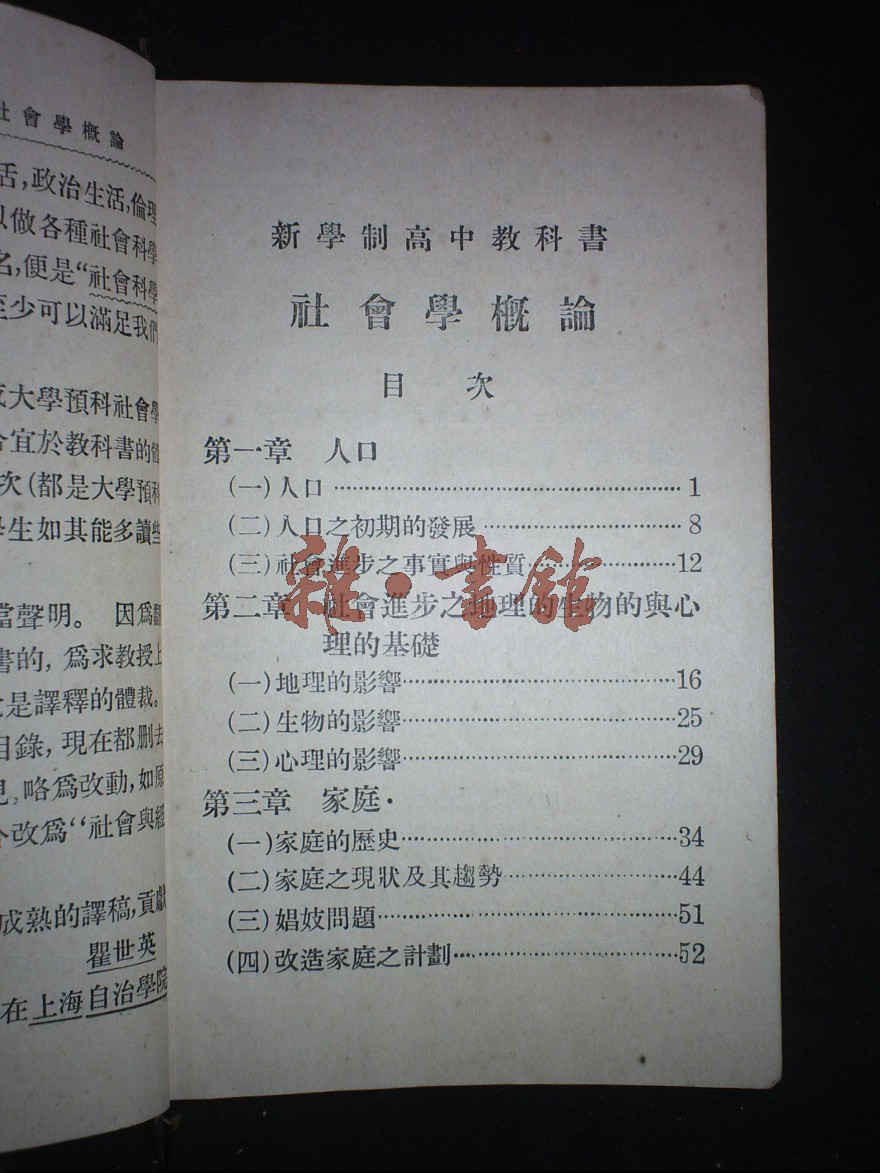 社會學概論
活,政治生活,倫理
以做各種社會科學
名,便是“社會科學
至少可以滿足我們
大學預科社會學
合宜於教科書的體
次(都是大學預科
學生如其能多讀些
當聲明。 因爲翻
書的, 爲求敎授上
是譯釋的體裁。
目錄, 現在都删去
見,略爲改動,如原
今改爲“社會與經
成熟的譯稿,貢獻
瞿世英
在上海自治學院
新學制高中教科書
社會學概論
目 次
第一章 人口
(一)人口………1
(二)人口之初期的發展………8
(三)社會進步之事實與性質………12
第二章 社會進步之地理的生物的與心
理的基礎
(一)地理的影響………16
(二)生物的影響………25
(三)心理的影響………29
第三章 家庭·
(一)家庭的歷史………34
(二)家庭之現狀及其趨勢………44
(三)娼妓問題………51
(四)改造家庭之計劃………52
雜·書館